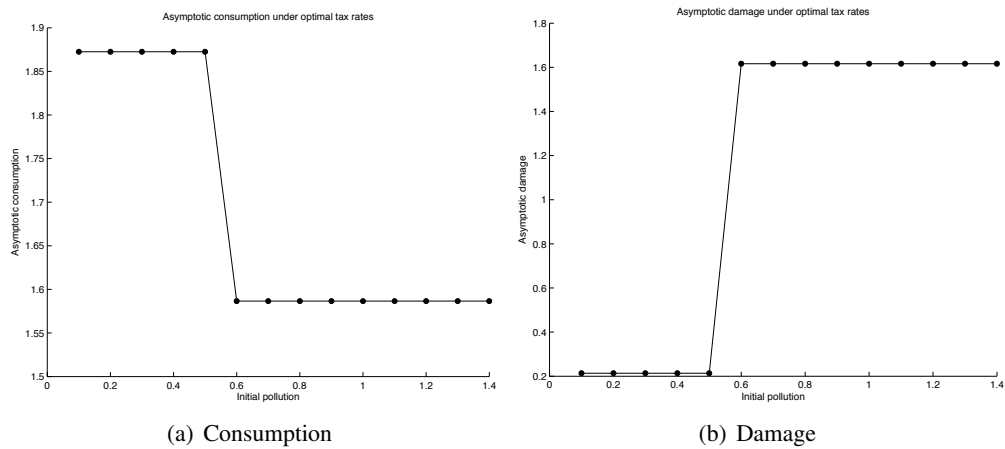 Asymptotic consumption under optimal tax rates
1.9
1.85
1.8
1.75
1.7
1.65
1.6
1.55
1.5
Asymptotic consumption
0 0.2 0.4 0.6 0.8 1 1.2 1.4
Initial pollution
(a) Consumption
Asymptotic damage under optimal tax rates
1.8
1.6
1.4
1.2
1
0.8
0.6
0.4
0.2
Asymptotic damage
0 0.2 0.4 0.6 0.8 1 1.2 1.4
Initial pollution
(b) Damage